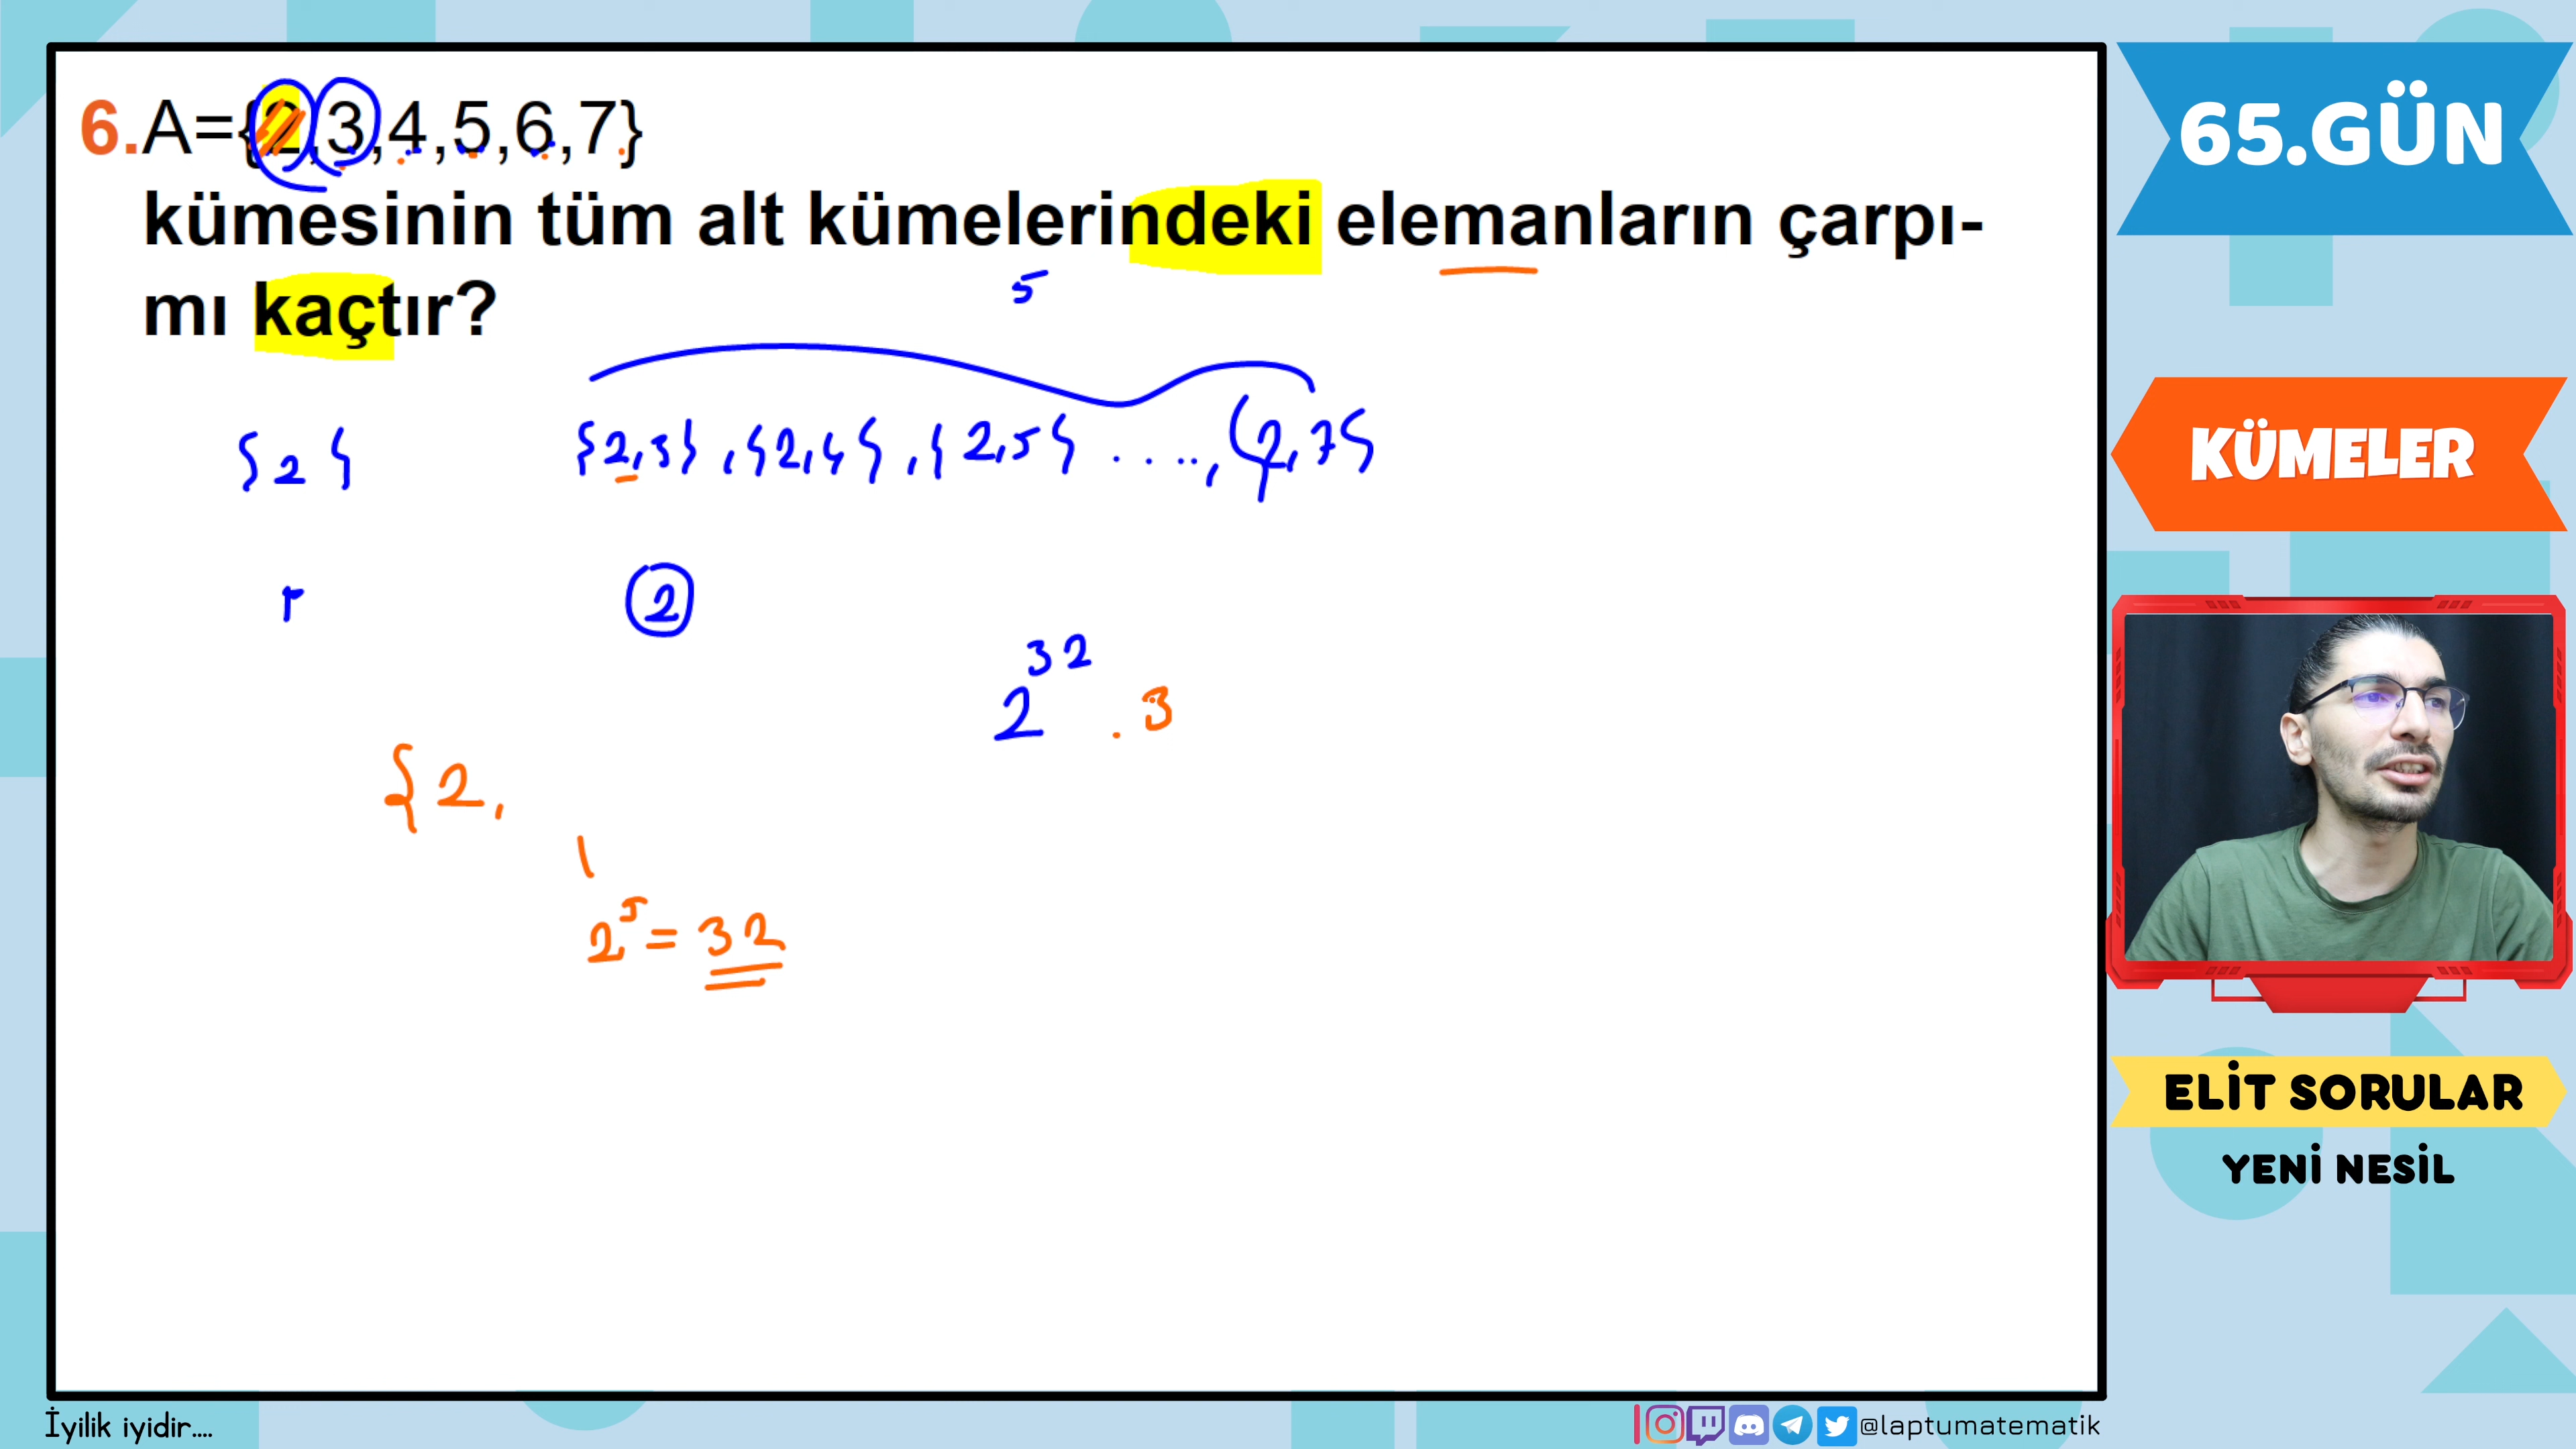 6.A={2,3,4,5,6,7}
kümesinin tüm alt kümelerindeki elemanların çarpı-
mı kaçtır?
5
{2} {2,3} ,{2,4} ,{2,5} ....., {2,7}
2
2^32 . 3
{2,
2^5 = 32
65.GÜN
KÜMELER
ELİT SORULAR
YENİ NESİL
İyilik iyidir....
@laptumatematik